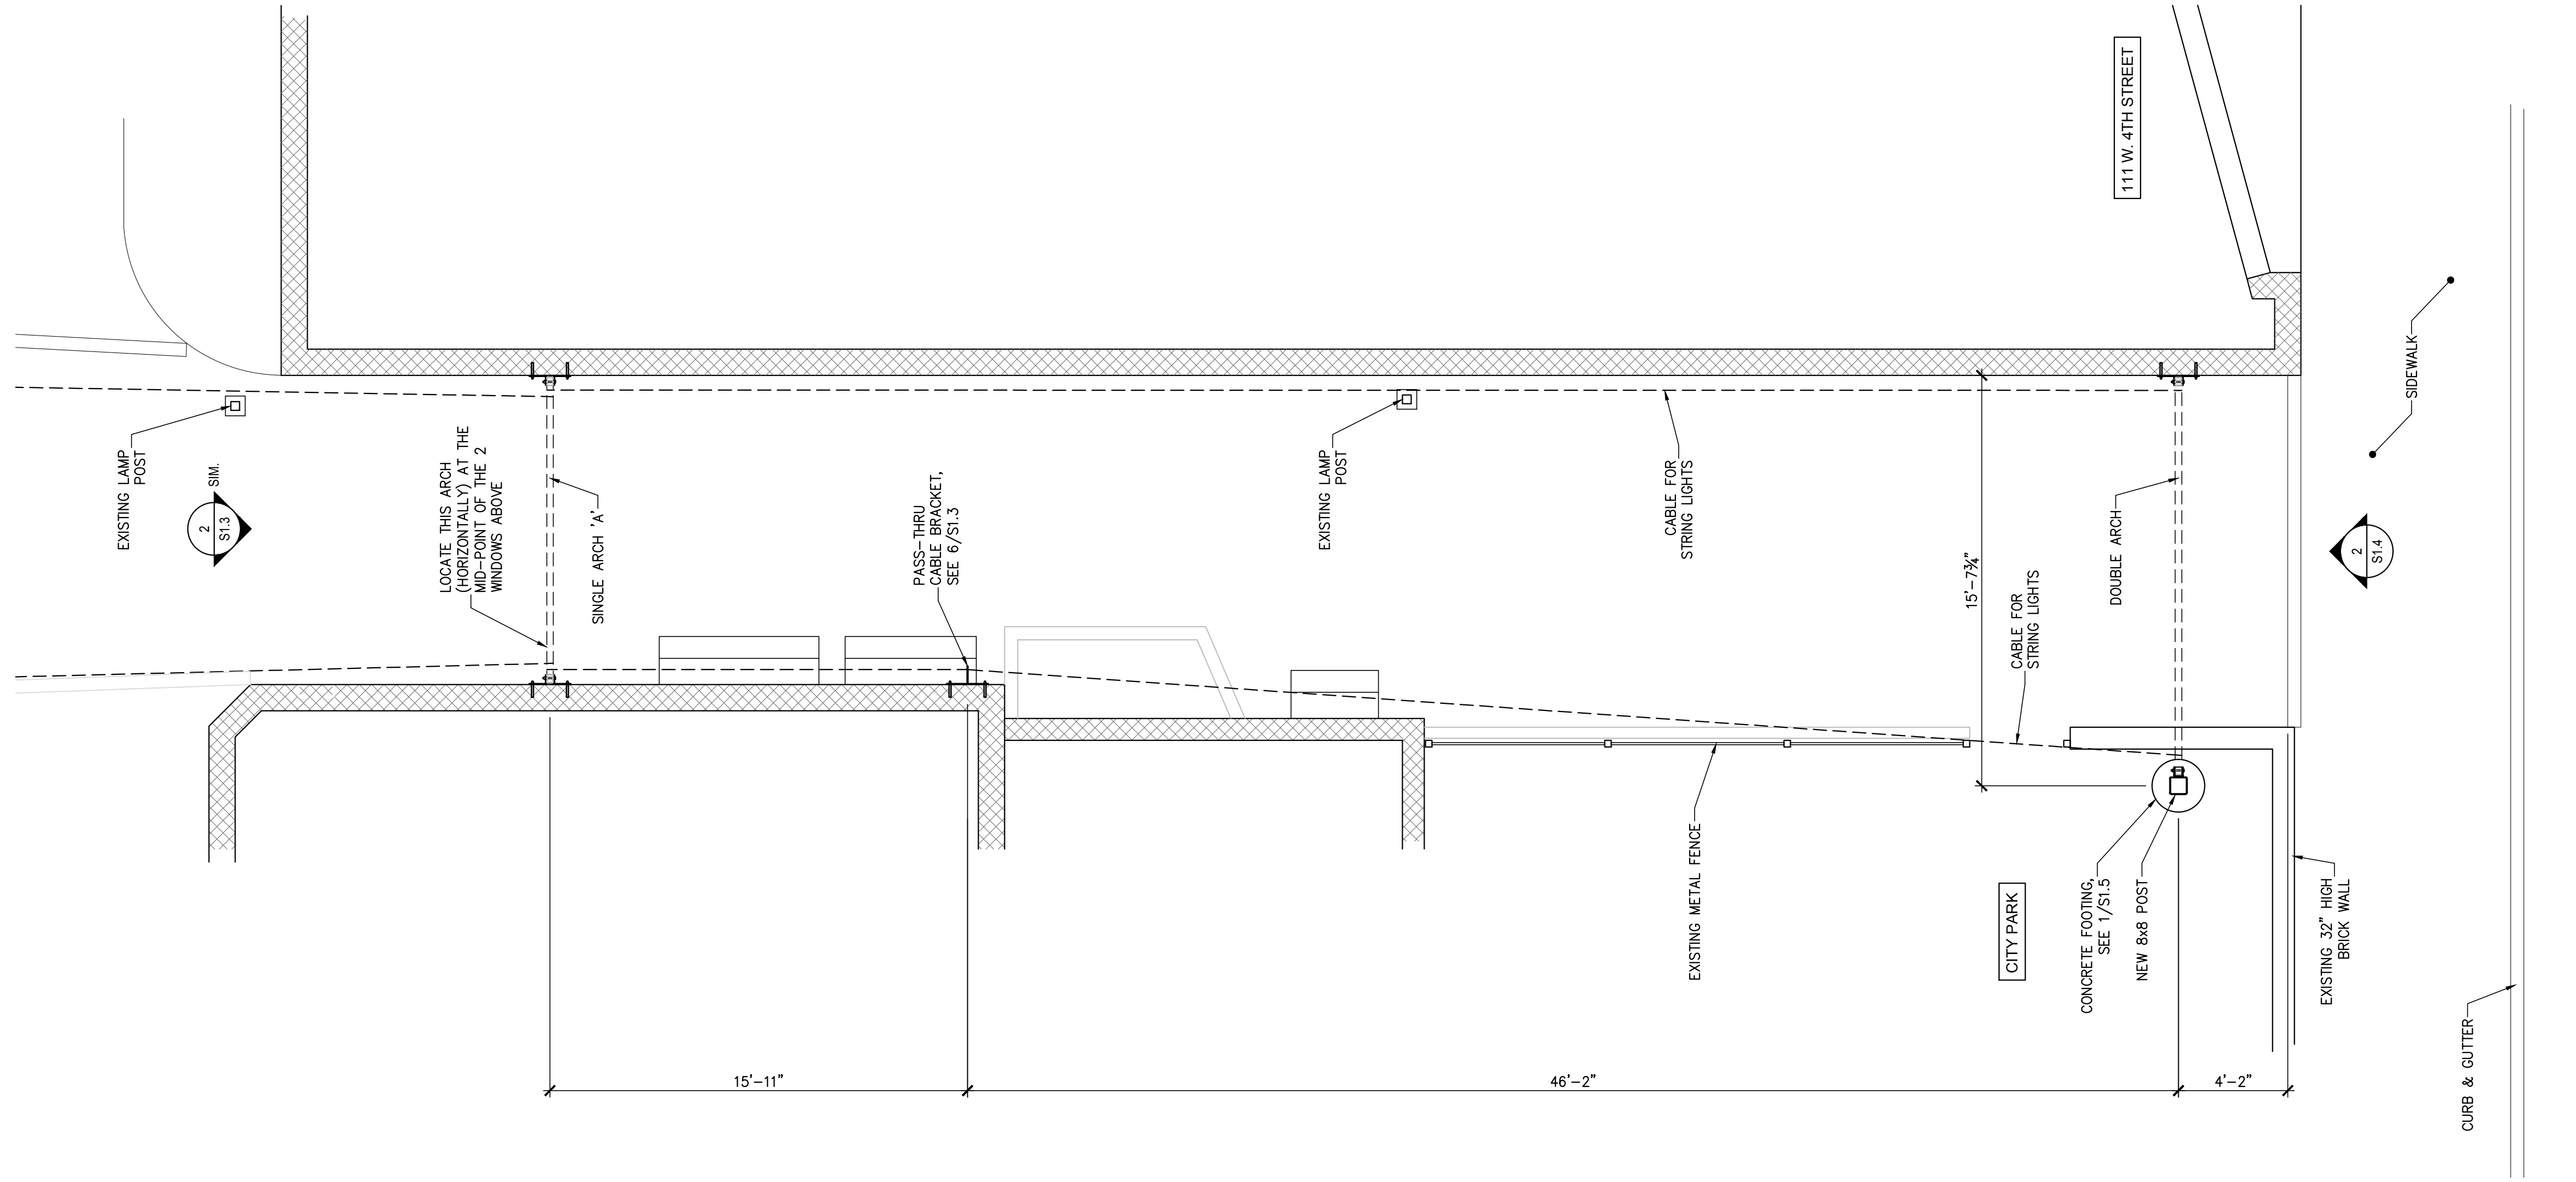 EXISTING LAMP
POST
2
S1.3
SIM.
LOCATE THIS ARCH
(HORIZONTALLY) AT THE
MID-POINT OF THE 2
WINDOWS ABOVE
SINGLE ARCH 'A'
PASS-THRU
CABLE BRACKET,
SEE 6/S1.3
EXISTING LAMP
POST
CABLE FOR
STRING LIGHTS
15'-7¾"
CABLE FOR
STRING LIGHTS
DOUBLE ARCH
111 W. 4TH STREET
2
S1.4
SIDEWALK
EXISTING METAL FENCE
CITY PARK
CONCRETE FOOTING,
SEE 1/S1.5
NEW 8x8 POST
EXISTING 32" HIGH
BRICK WALL
CURB & GUTTER
15'-11"
46'-2"
4'-2"